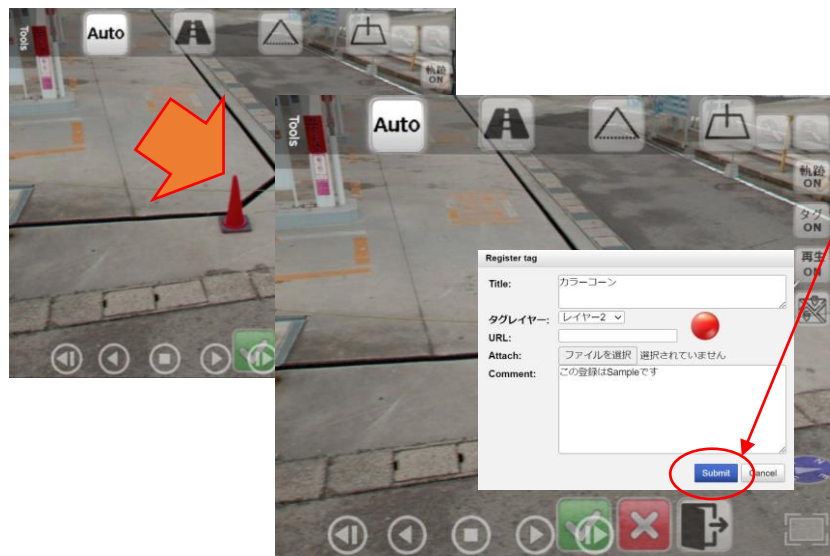 Tools
Auto
軌跡
ON
Tools
Auto
軌跡
ON
タグ
ON
再生
ON
Register tag
Title:
カラーコーン
タグレイヤー:
レイヤー2
URL:
Attach:
ファイルを選択 選択されていません
Comment:
この登録はSampleです
Submit
Cancel